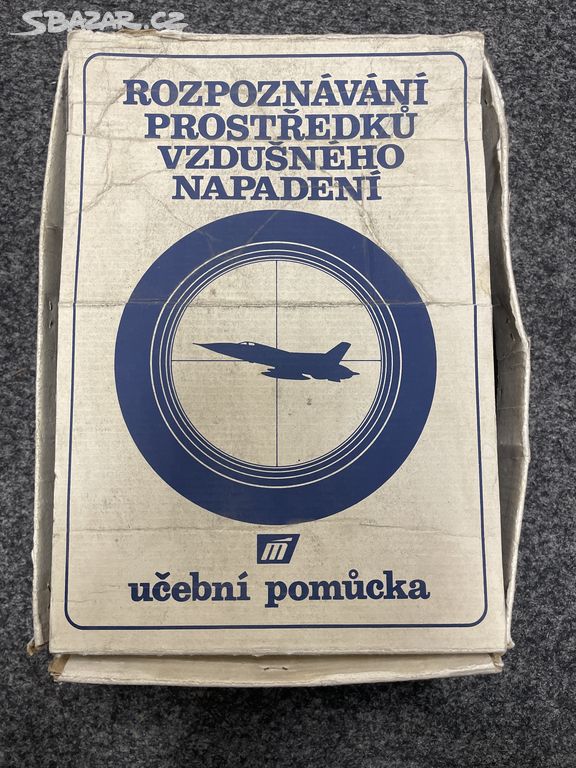 SBAZAR.CZ
ROZPOZNÁVÁNÍ
PROSTŘEDKŮ
VZDUŠNÉHO
NAPADENÍ
m
učební pomůcka